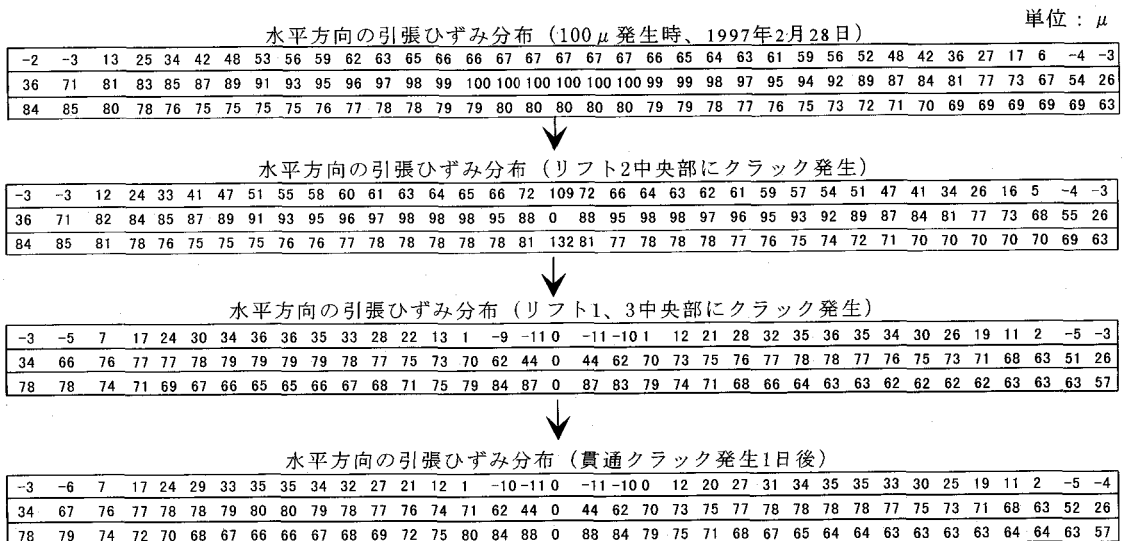 単位：μ
水平方向の引張ひずみ分布（100μ発生時、1997年2月28日）
-2 -3 13 25 34 42 48 53 56 59 62 63 65 66 66 67 67 67 67 67 66 65 64 63 61 59 56 52 48 42 36 27 17 6 -4 -3
36 71 81 83 85 87 89 91 93 95 96 97 98 99 100 100 100 100 100 100 99 99 98 97 95 94 92 89 87 84 81 77 73 67 54 26
84 85 80 78 76 75 75 75 75 76 77 78 78 79 79 80 80 80 80 80 79 79 78 77 76 75 73 72 71 70 69 69 69 69 69 63
水平方向の引張ひずみ分布（リフト2中央部にクラック発生）
-3 -3 12 24 33 41 47 51 55 58 60 61 63 64 65 66 72 109 72 66 64 63 62 61 59 57 54 51 47 41 34 26 16 5 -4 -3
36 71 82 84 85 87 89 91 93 95 96 97 98 98 98 95 88 0 88 95 98 98 97 96 95 93 92 89 87 84 81 77 73 68 55 26
84 85 81 78 76 75 75 75 76 76 77 78 78 78 78 78 81 132 81 77 78 78 78 77 76 75 74 72 71 70 70 70 70 70 69 63
水平方向の引張ひずみ分布（リフト1、3中央部にクラック発生）
-3 -5 7 17 24 30 34 36 36 35 33 28 22 13 1 -9 -11 0 -11 -10 1 12 21 28 32 35 36 35 34 30 26 19 11 2 -5 -3
34 66 76 77 77 78 79 79 79 79 78 77 75 73 70 62 44 0 44 62 70 73 75 76 77 78 78 77 76 75 73 71 68 63 51 26
78 78 74 71 69 67 66 65 65 66 67 68 71 75 79 84 87 0 87 83 79 74 71 68 66 64 63 63 62 62 62 62 63 63 63 57
水平方向の引張ひずみ分布（貫通クラック発生1日後）
-3 -6 7 17 24 29 33 35 35 34 32 27 21 12 1 -10 -11 0 -11 -10 0 12 20 27 31 34 35 35 33 30 25 19 11 2 -5 -4
34 67 76 77 78 78 79 80 80 79 78 77 76 74 71 62 44 0 44 62 70 73 75 77 78 78 78 78 77 75 73 71 68 63 52 26
78 79 74 72 70 68 67 66 66 67 68 69 72 75 80 84 88 0 88 84 79 75 71 68 67 65 64 64 63 63 63 63 64 64 63 57